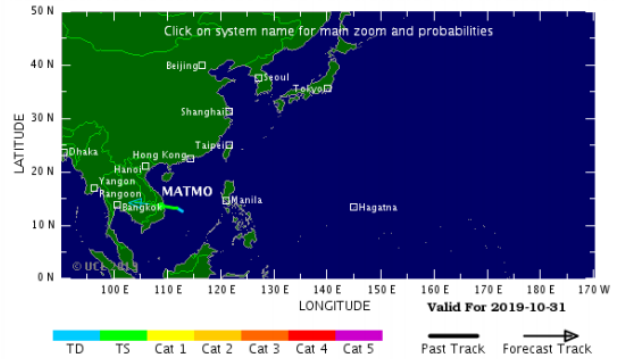 50 N
Click on system name for main zoom and probabilities
Beijing
40 N
Seoul
Tokyo
30 N
Shanghai
LATITUDE
Taipei
Dhaka
Hong Kong
20 N
Hanoi
Yangon
MATMO
Rangoon
Manila
Bangkok
Hagatna
10 N
0 N
100 E 110 E 120 E 130 E 140 E 150 E 160 E 170 W
LONGITUDE
Valid For 2019-10-31
TD TS Cat 1 Cat 2 Cat 3 Cat 4 Cat 5 Past Track Forecast Track